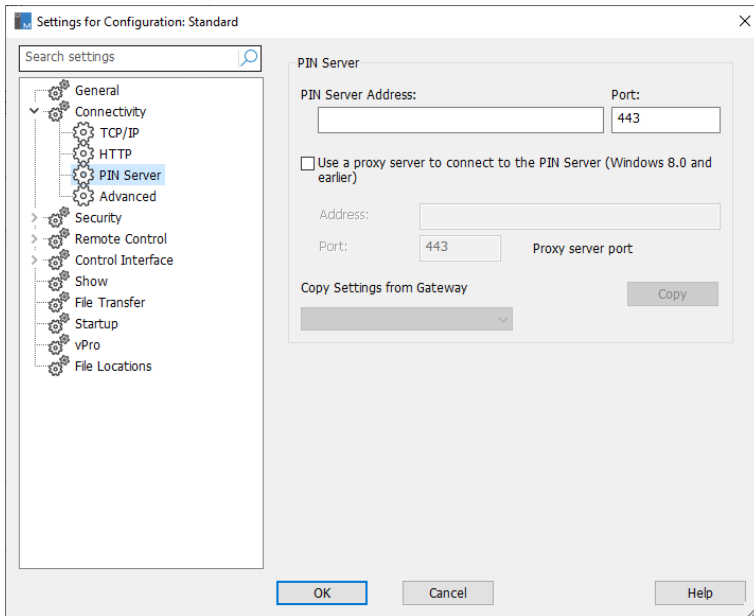 Settings for Configuration: Standard
Search settings
General
Connectivity
TCP/IP
HTTP
PIN Server
Advanced
Security
Remote Control
Control Interface
Show
File Transfer
Startup
vPro
File Locations
PIN Server
PIN Server Address:
Port:
443
Use a proxy server to connect to the PIN Server (Windows 8.0 and
earlier)
Address:
Port:
443
Proxy server port
Copy Settings from Gateway
Copy
OK
Cancel
Help